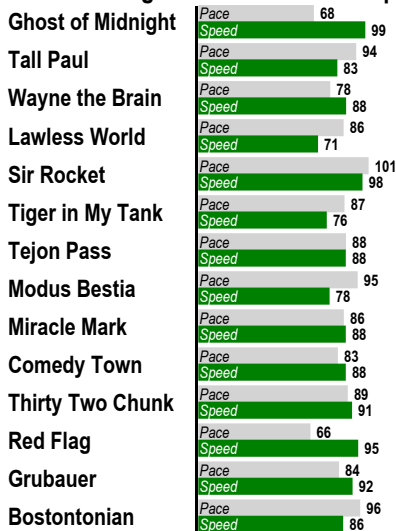 Ghost of Midnight
Pace 68
Speed 99
Tall Paul
Pace 94
Speed 83
Wayne the Brain
Pace 78
Speed 88
Lawless World
Pace 86
Speed 71
Sir Rocket
Pace 101
Speed 98
Tiger in My Tank
Pace 87
Speed 76
Tejon Pass
Pace 88
Speed 88
Modus Bestia
Pace 95
Speed 78
Miracle Mark
Pace 86
Speed 88
Comedy Town
Pace 83
Speed 88
Thirty Two Chunk
Pace 89
Speed 91
Red Flag
Pace 66
Speed 95
Grubauer
Pace 84
Speed 92
Bostontonian
Pace 96
Speed 86